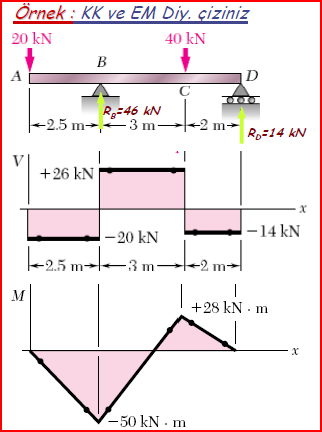 Örnek : KK ve EM Diy. çiziniz
20 kN
40 kN
A
B
C
D
R_B=46 kN
R_D=14 kN
2.5 m
3 m
2 m
V
+26 kN
x
−20 kN
−14 kN
2.5 m
3 m
2 m
M
+28 kN · m
x
−50 kN · m